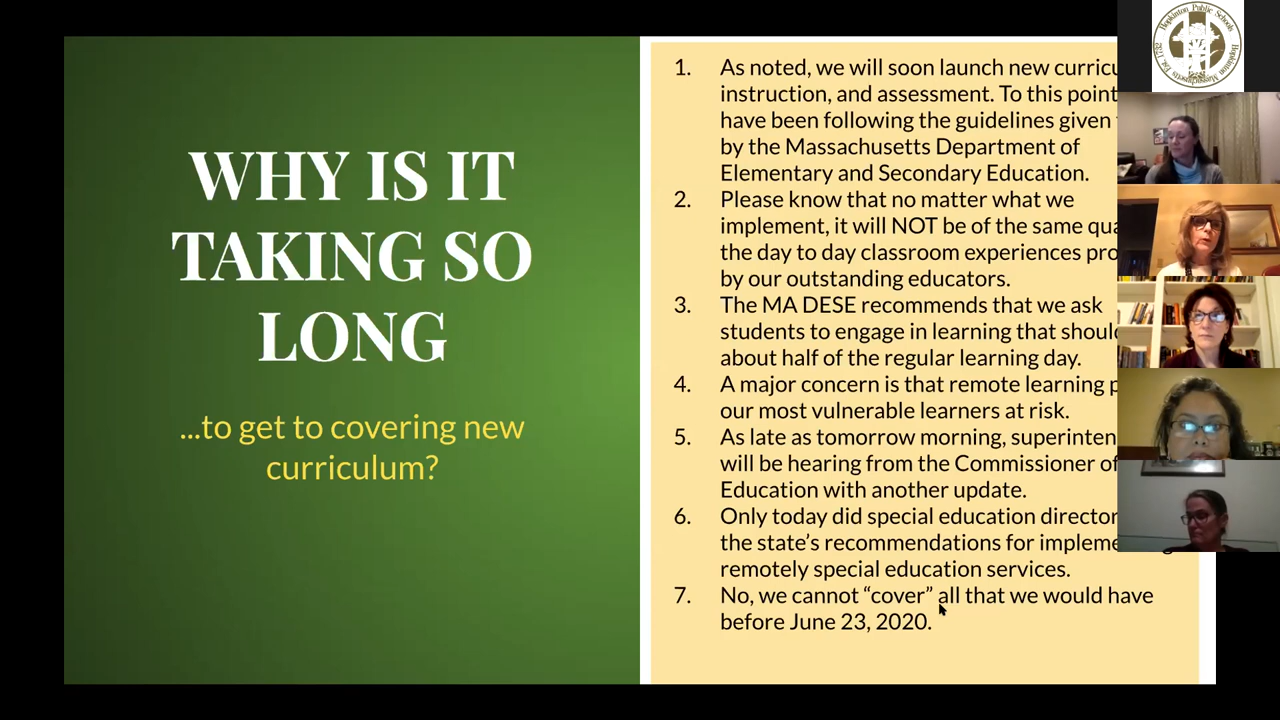 WHY IS IT
TAKING SO
LONG
...to get to covering new
curriculum?
1. As noted, we will soon launch new
instruction, and assessment. To this point
have been following the guidelines given
by the Massachusetts Department of
Elementary and Secondary Education.
2. Please know that no matter what we
implement, it will NOT be of the same
the day to day classroom experiences
by our outstanding educators.
3. The MA DESE recommends that we ask
students to engage in learning that
about half of the regular learning day.
4. A major concern is that remote learning
our most vulnerable learners at risk.
5. As late as tomorrow morning,
will be hearing from the Commissioner of
Education with another update.
6. Only today did special education
the state's recommendations for
remotely special education services.
7. No, we cannot “cover” all that we would have
before June 23, 2020.
Hopkinton Public Schools